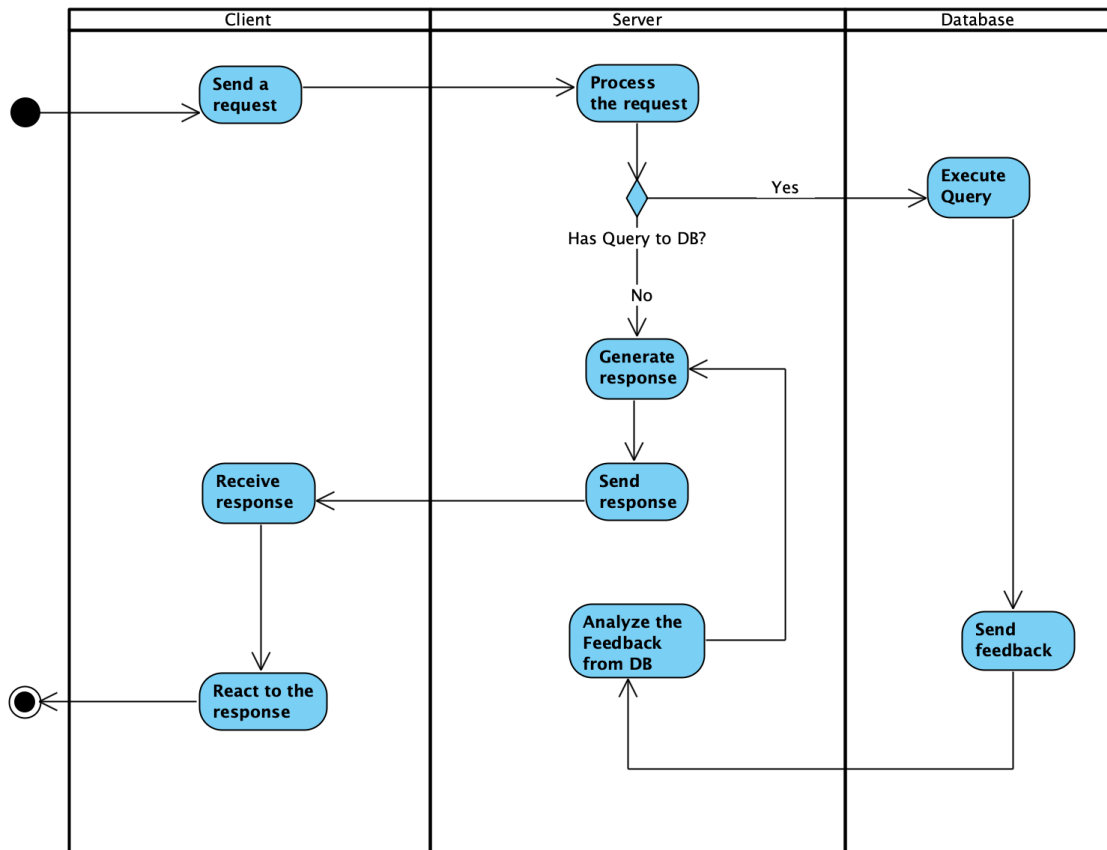 Client
Server
Database
Send a
request
Process
the request
Yes
Execute
Query
Has Query to DB?
No
Generate
response
Receive
response
Send
response
Analyze the
Feedback
from DB
Send
feedback
React to the
response